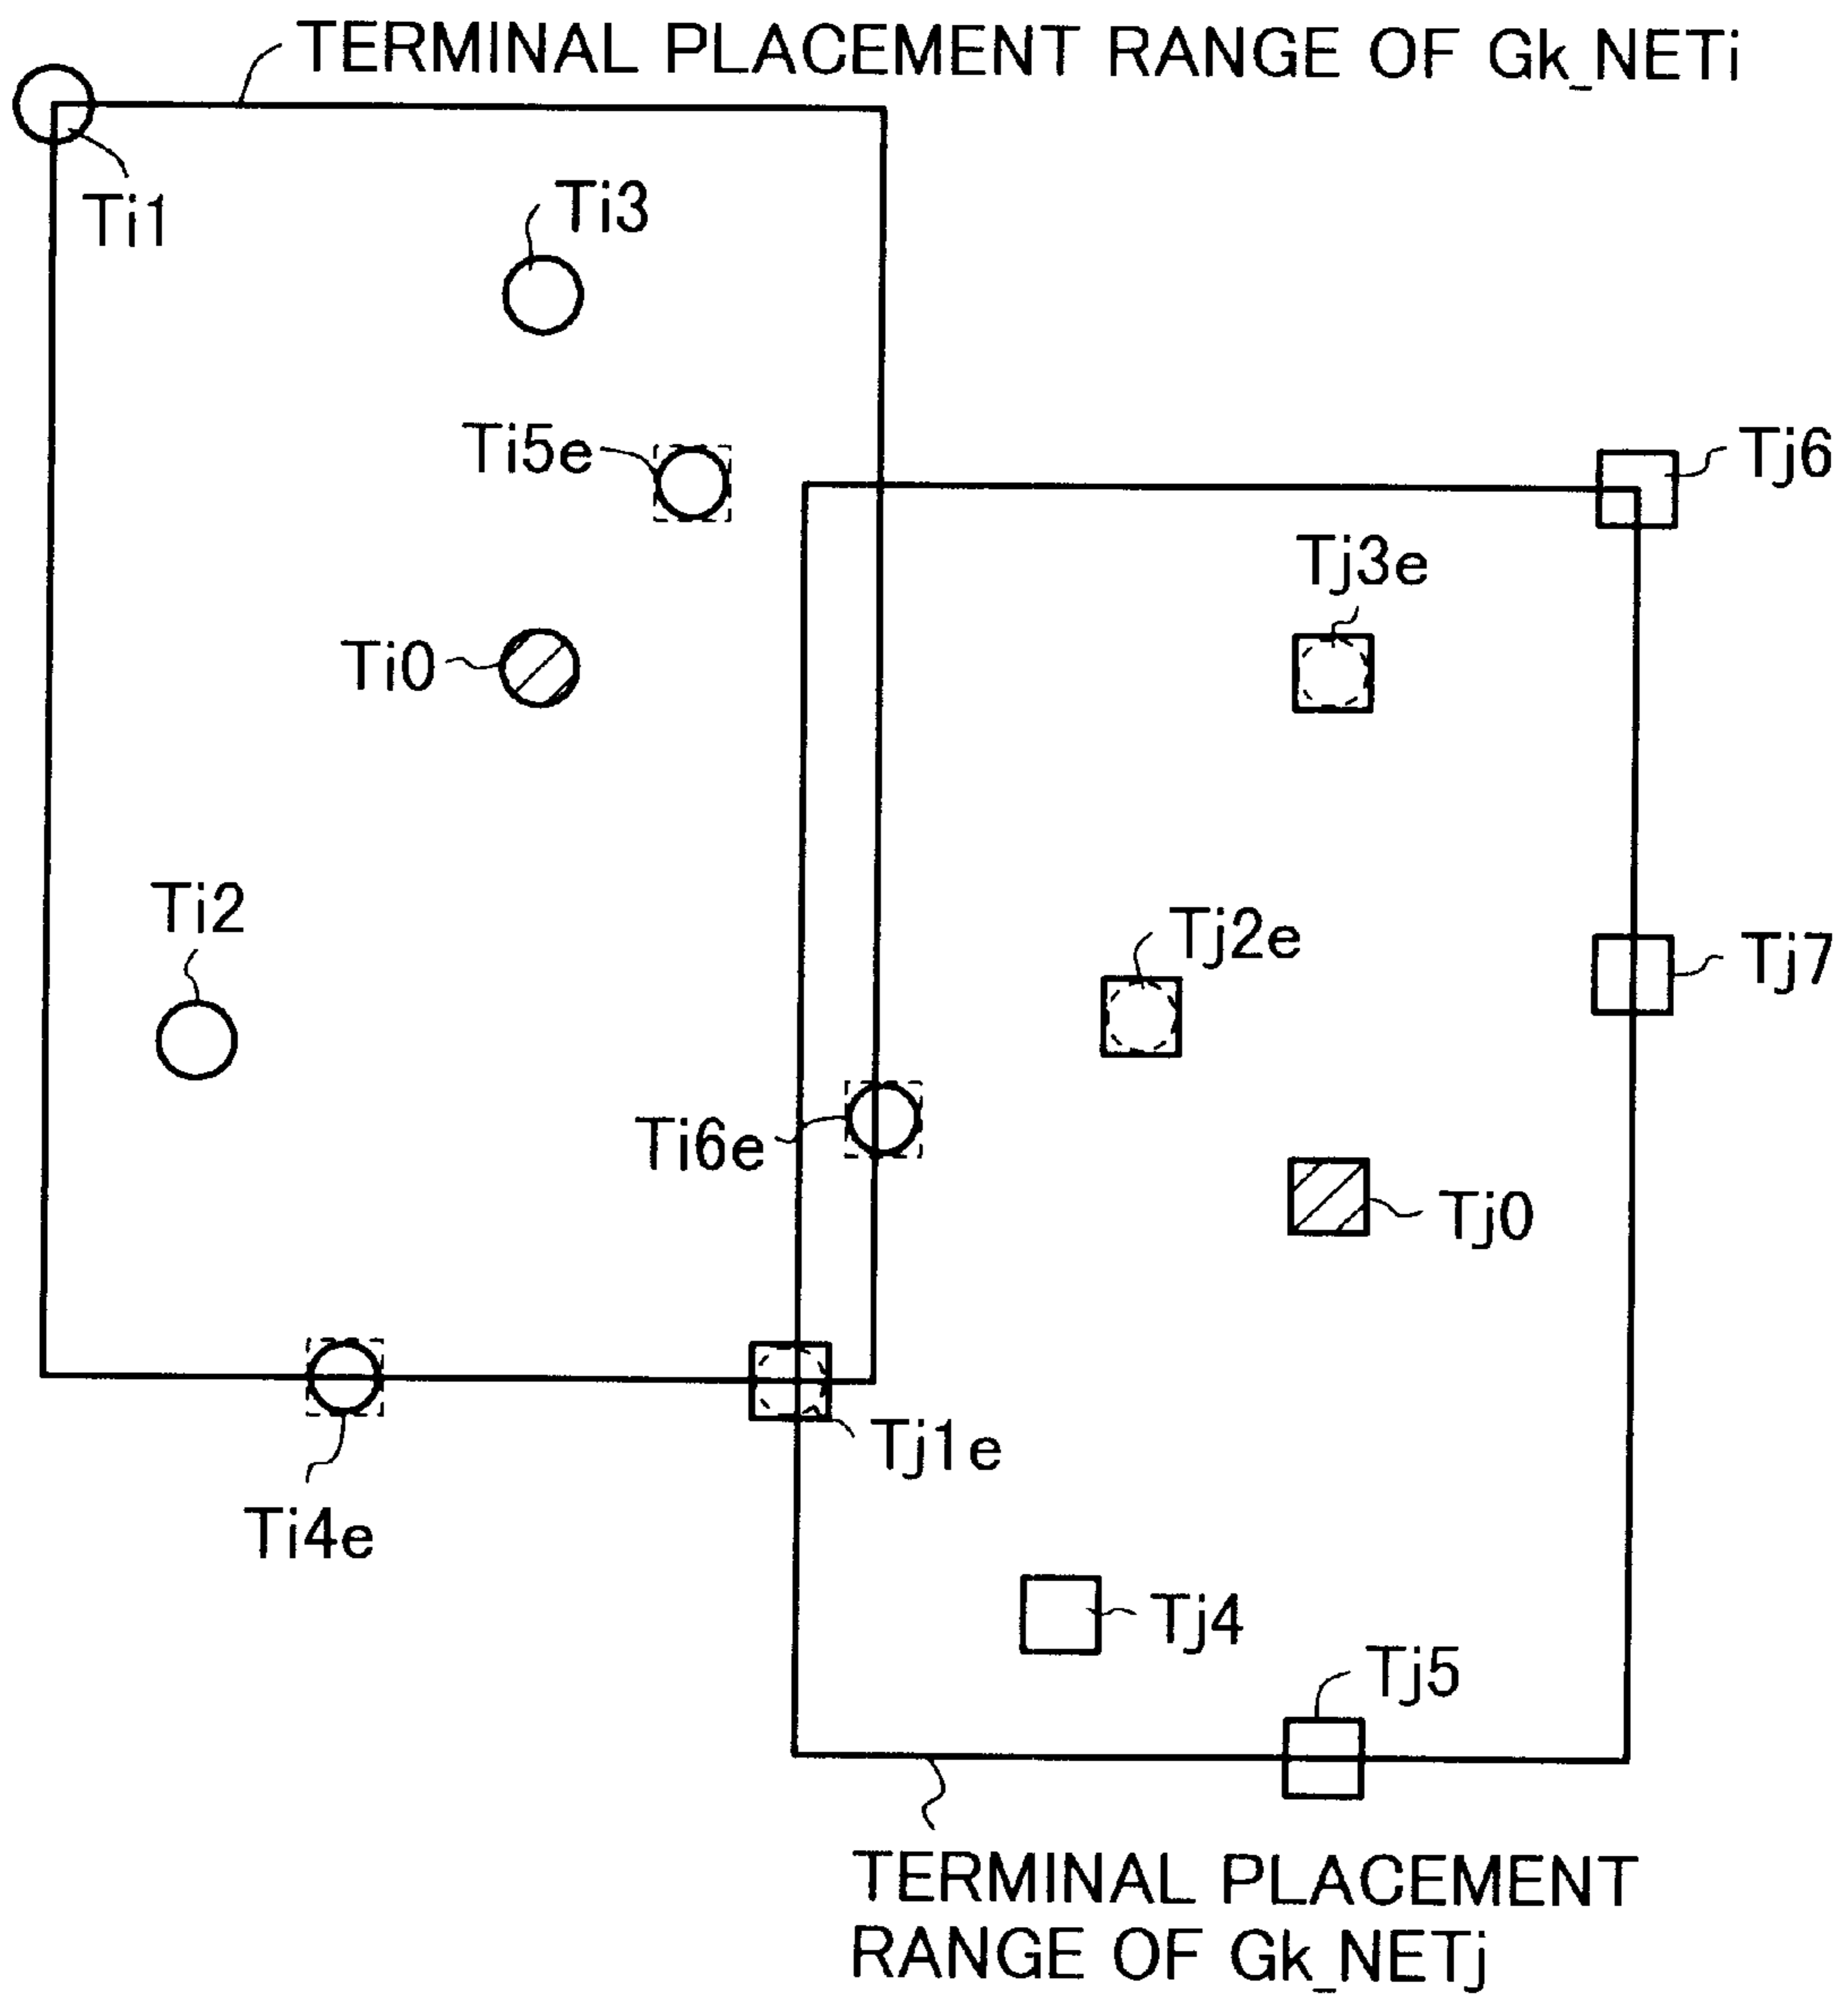 TERMINAL PLACEMENT RANGE OF Gk_NETi
Ti1
Ti3
Ti5e
Tj6
Tj3e
Ti0
Ti2
Tj2e
Tj7
Ti6e
Tj0
Tj1e
Ti4e
Tj4
Tj5
TERMINAL PLACEMENT
RANGE OF Gk_NETj